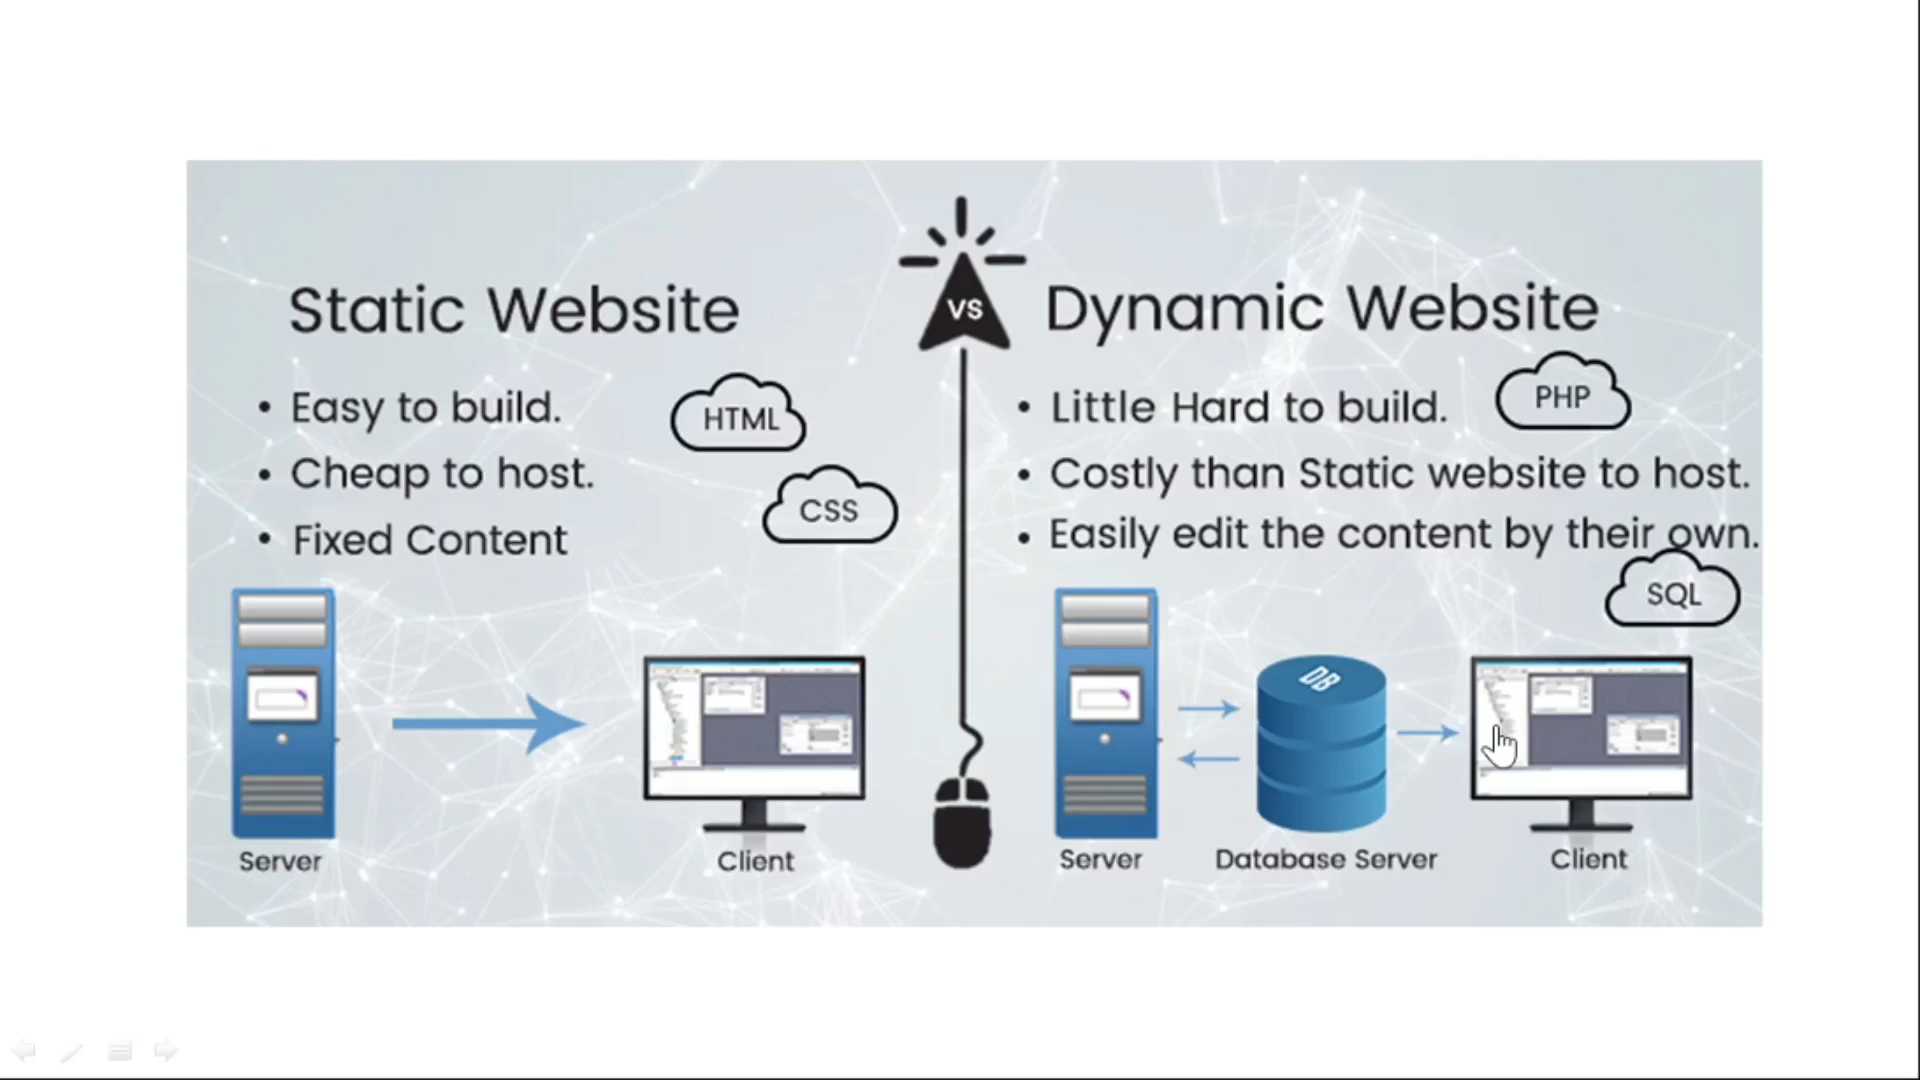 Static Website
VS
Dynamic Website
• Easy to build.
• Cheap to host.
• Fixed Content
HTML
CSS
• Little Hard to build.
• Costly than Static website to host.
• Easily edit the content by their own.
PHP
SQL
Server
Client
Server
DB
Database Server
Client